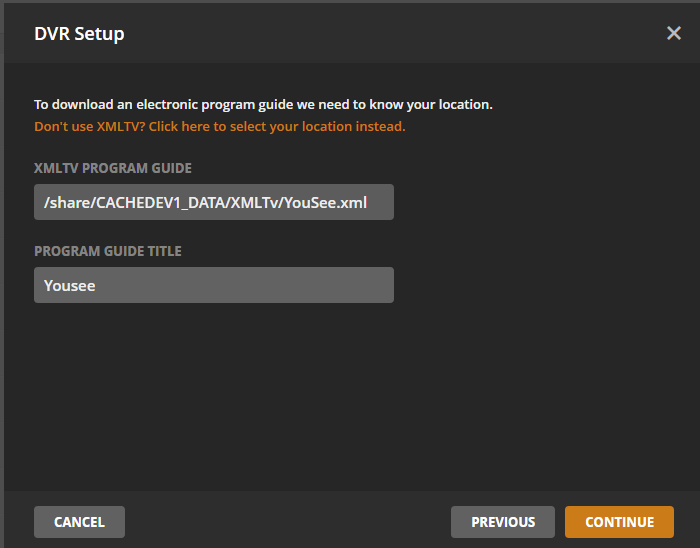 DVR Setup
To download an electronic program guide we need to know your location.
Don't use XMLTV? Click here to select your location instead.
XMLTV PROGRAM GUIDE
/share/CACHEDEV1_DATA/XMLTv/YouSee.xml
PROGRAM GUIDE TITLE
Yousee
CANCEL
PREVIOUS
CONTINUE